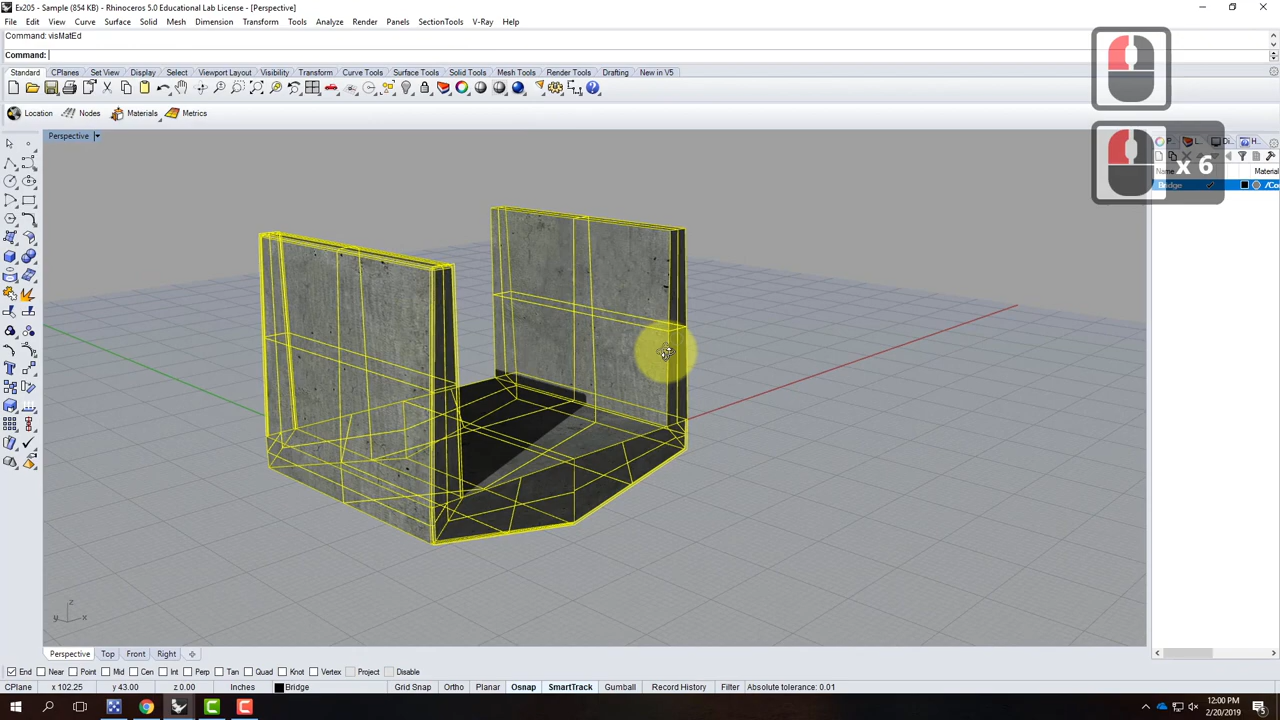 Ex205 - Sample (854 KB) - Rhinoceros 5.0 Educational Lab License - [Perspective]
File Edit View Curve Surface Solid Mesh Dimension Transform Tools Analyze Render Panels SectionTools V-Ray Help
Command: visMatEd
Command:
Standard CPlanes Set View Display Select Viewport Layout Visibility Transform Curve Tools Surface Tools Solid Tools Mesh Tools Render Tools Drafting New in V5
Location Nodes Materials Metrics
Perspective
P... L... Di... H...
x 6
Material
Bridge /Co
z
y x
Perspective Top Front Right
End Near Point Mid Cen Int Perp Tan Quad Knot Vertex Project Disable
CPlane x 102.25 y 43.00 z 0.00 Inches Bridge Grid Snap Ortho Planar Osnap SmartTrack Gumball Record History Filter Absolute tolerance: 0.01
12:00 PM
2/20/2019
5